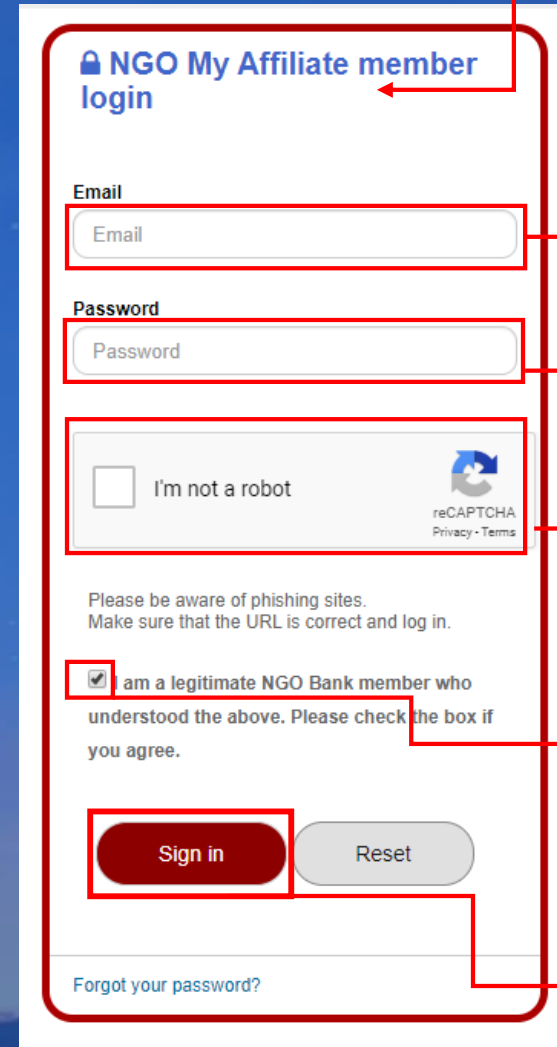 NGO My Affiliate member
login
Email
Email
Password
Password
I'm not a robot
reCAPTCHA
Privacy - Terms
Please be aware of phishing sites.
Make sure that the URL is correct and log in.
I am a legitimate NGO Bank member who
understood the above. Please check the box if
you agree.
Sign in
Reset
Forgot your password?